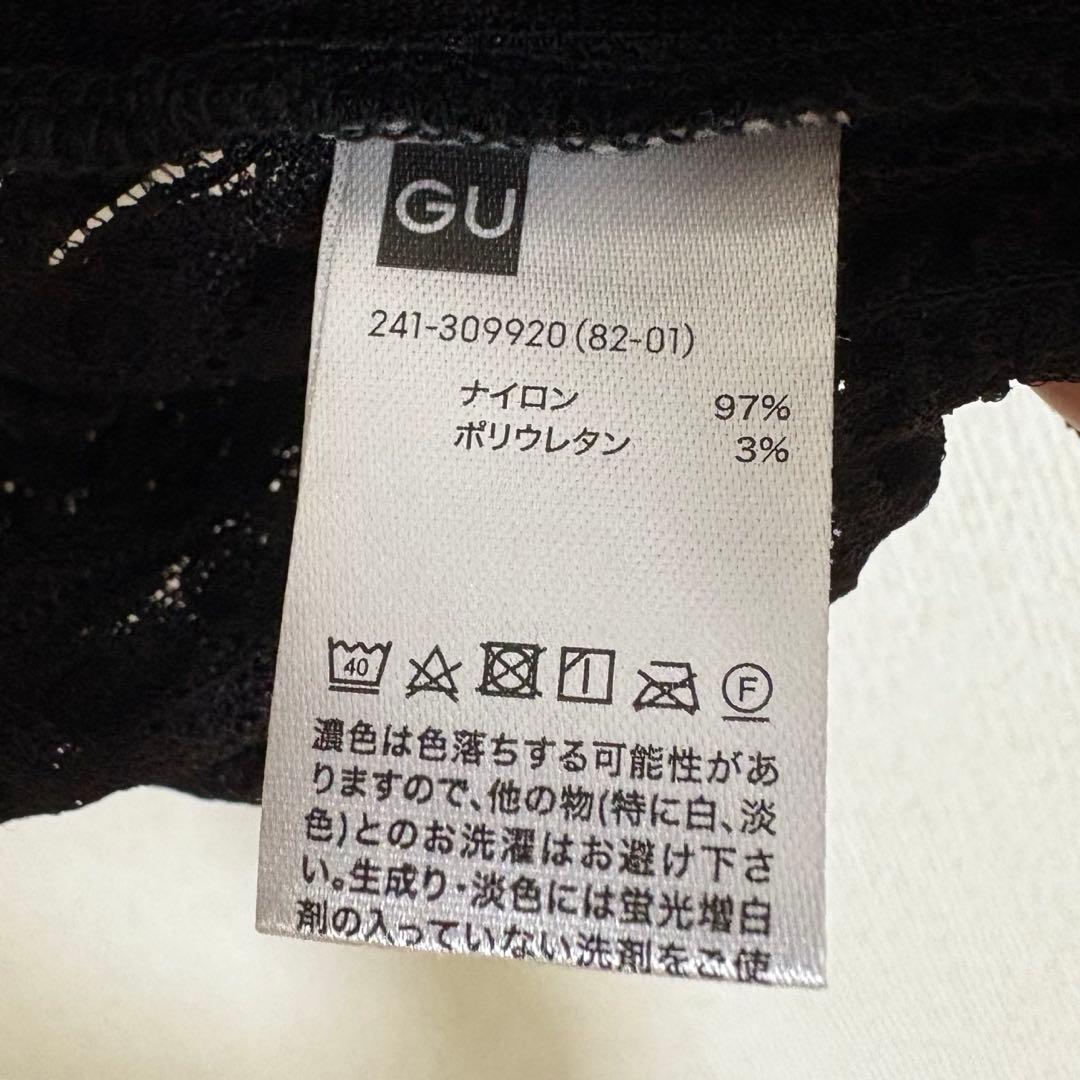 GU
241-309920(82-01)
ナイロン 97%
ポリウレタン 3%
40 F
濃色は色落ちする可能性があ
りますので、他の物(特に白、淡
色)とのお洗濯はお避け下さ
い。生成り・淡色には蛍光増白
剤の入っていない洗剤をご使